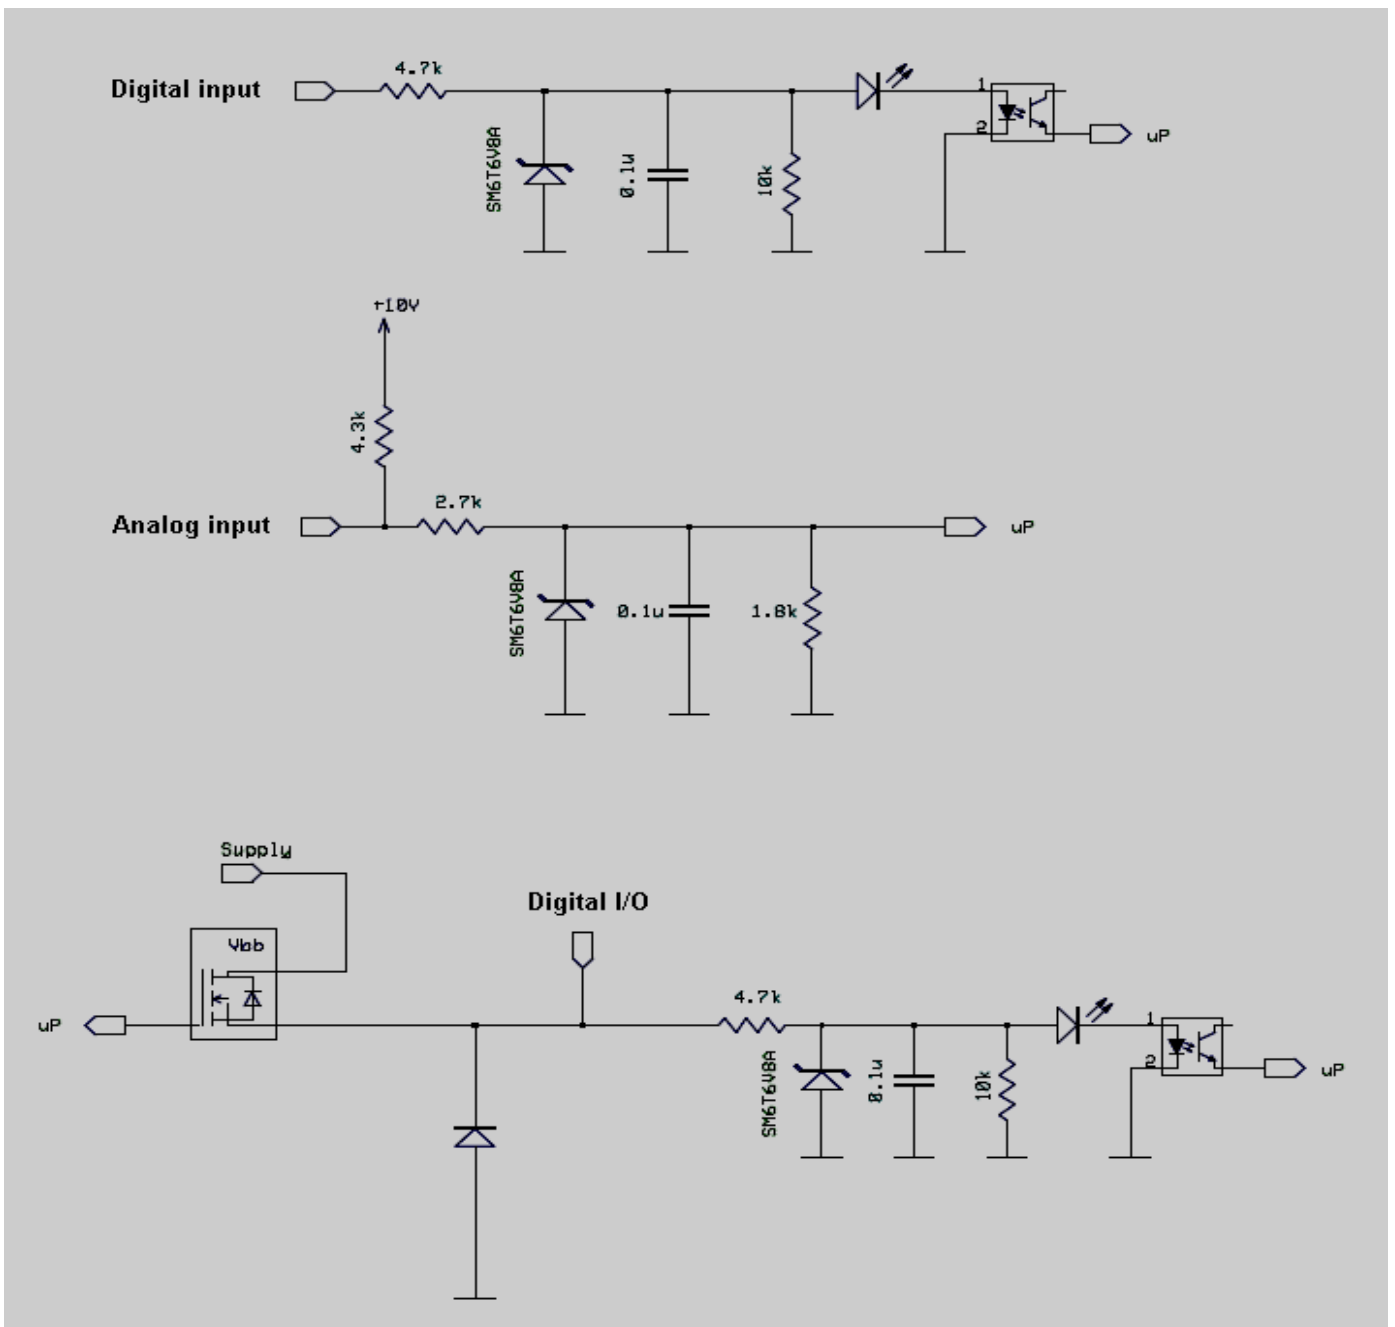 4.7k
Digital input
1
2
uP
SM6T6V8A
0.1u
10k
+10V
4.3k
2.7k
Analog input
uP
SM6T6V8A
0.1u
1.8k
Supply
Digital I/O
Vbb
4.7k
uP
1
2
uP
SM6T6V8A
0.1u
10k